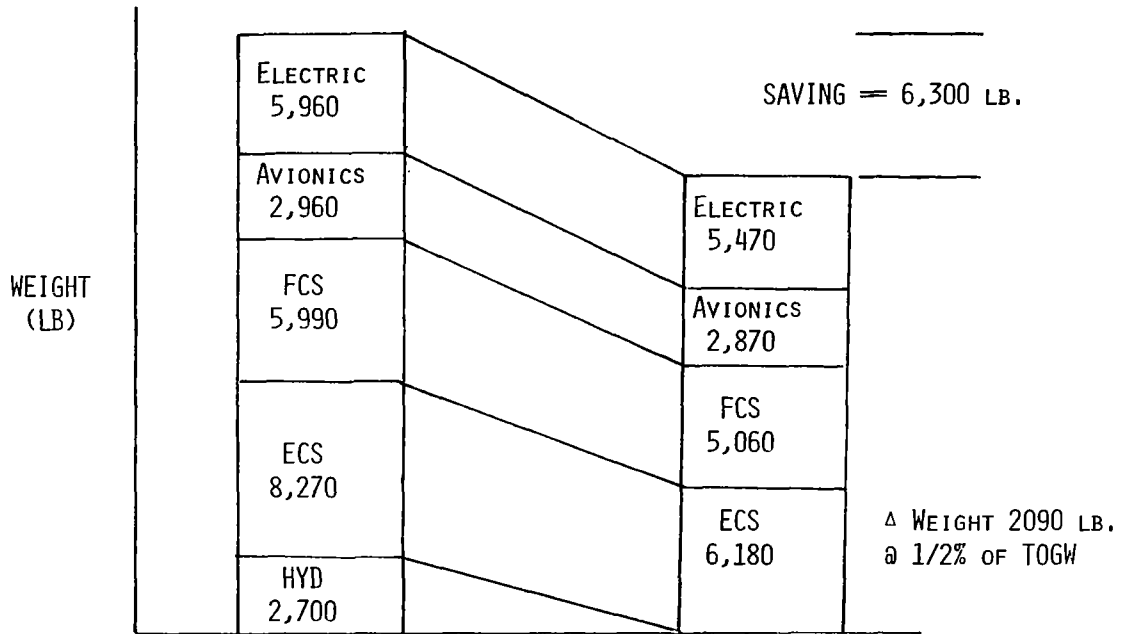 ELECTRIC
5,960
AVIONICS
2,960
FCS
5,990
ECS
8,270
HYD
2,700
WEIGHT
(LB)
SAVING = 6,300 LB.
ELECTRIC
5,470
AVIONICS
2,870
FCS
5,060
ECS
6,180
Δ WEIGHT 2090 LB.
@ 1/2% OF TOGW